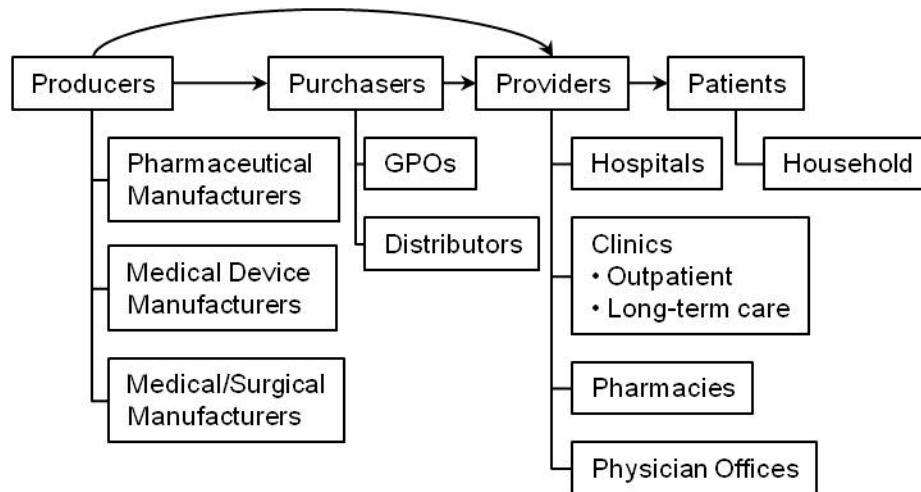 Producers
Purchasers
Providers
Patients
Pharmaceutical
Manufacturers
Medical Device
Manufacturers
Medical/Surgical
Manufacturers
GPOs
Distributors
Hospitals
Clinics
• Outpatient
• Long-term care
Pharmacies
Physician Offices
Household